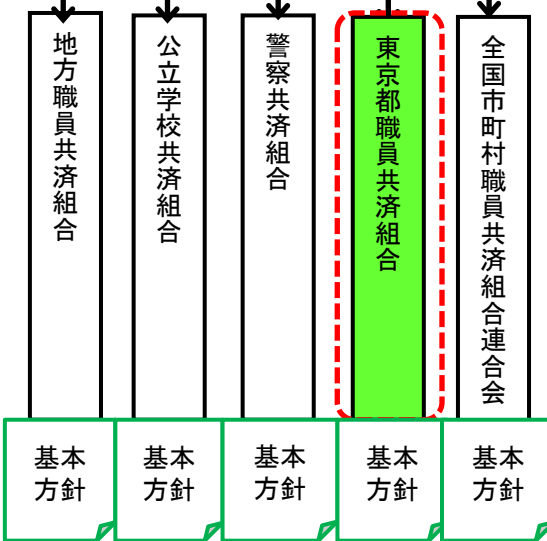 地方職員共済組合
公立学校共済組合
警察共済組合
東京都職員共済組合
全国市町村職員共済組合連合会
基本
方針
基本
方針
基本
方針
基本
方針
基本
方針